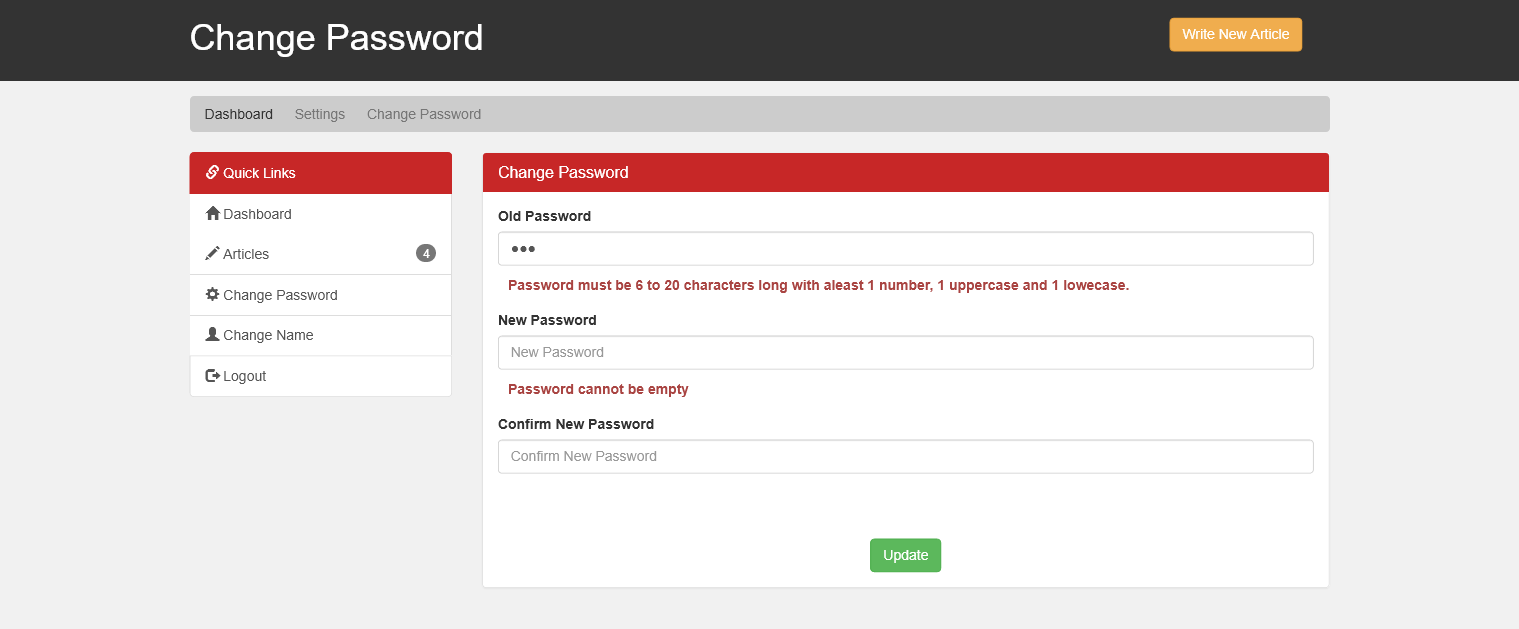 Change Password
Write New Article
Dashboard Settings Change Password
Quick Links
Dashboard
Articles 4
Change Password
Change Name
Logout
Change Password
Old Password
•••
Password must be 6 to 20 characters long with aleast 1 number, 1 uppercase and 1 lowecase.
New Password
New Password
Password cannot be empty
Confirm New Password
Confirm New Password
Update